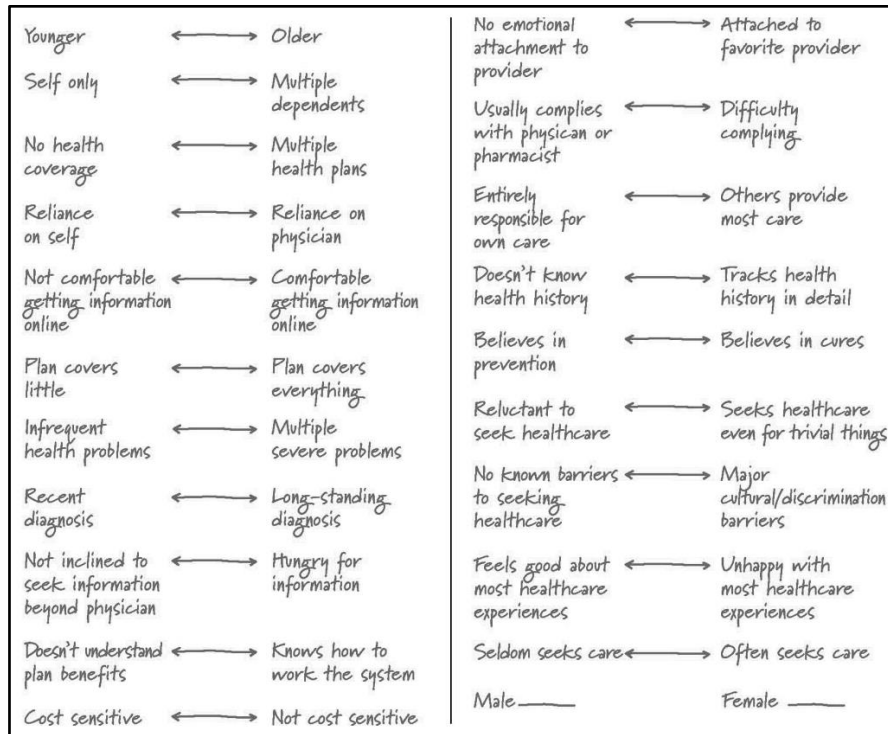 Younger ⟷ Older
Self only ⟷ Multiple
dependents
No health ⟷ Multiple
coverage health plans
Reliance ⟷ Reliance on
on self physician
Not comfortable ⟷ Comfortable
getting information getting information
online online
Plan covers ⟷ Plan covers
little everything
Infrequent ⟷ Multiple
health problems severe problems
Recent ⟷ Long-standing
diagnosis diagnosis
Not inclined to ⟷ Hungry for
seek information information
beyond physician
Doesn't understand ⟷ Knows how to
plan benefits work the system
Cost sensitive ⟷ Not cost sensitive
No emotional ⟷ Attached to
attachment to favorite provider
provider
Usually complies ⟷ Difficulty
with physican or complying
pharmacist
Entirely ⟷ Others provide
responsible for most care
own care
Doesn't know ⟷ Tracks health
health history history in detail
Believes in ⟷ Believes in cures
prevention
Reluctant to ⟷ Seeks healthcare
seek healthcare even for trivial things
No known barriers ⟷ Major
to seeking cultural/discrimination
healthcare barriers
Feels good about ⟷ Unhappy with
most healthcare most healthcare
experiences experiences
Seldom seeks care ⟷ Often seeks care
Male _____ Female _____